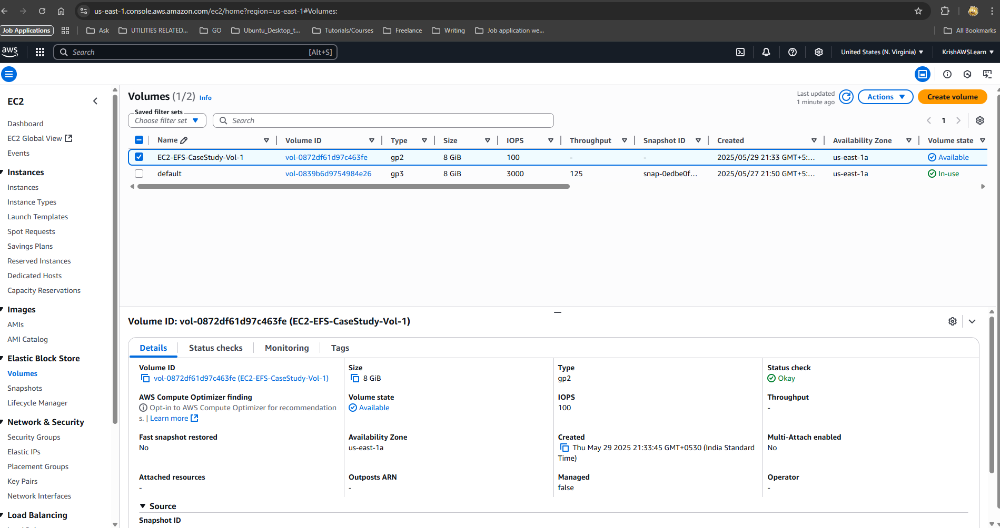 us-east-1.console.aws.amazon.com/ec2/home?region=us-east-1#Volumes:
Job Applications
Ask
UTILITIES RELATED...
GO
Ubuntu_Desktop_t...
Tutorials/Courses
Freelance
Writing
Job application we...
All Bookmarks
aws
Search
[Alt+S]
United States (N. Virginia)
KrishAWSLearn
EC2
Dashboard
EC2 Global View
Events
Instances
Instances
Instance Types
Launch Templates
Spot Requests
Savings Plans
Reserved Instances
Dedicated Hosts
Capacity Reservations
Images
AMIs
AMI Catalog
Elastic Block Store
Volumes
Snapshots
Lifecycle Manager
Network & Security
Security Groups
Elastic IPs
Placement Groups
Key Pairs
Network Interfaces
Load Balancing
Volumes (1/2) Info
Last updated
1 minute ago
Actions
Create volume
Saved filter sets
Choose filter set
Search
1
Name Volume ID Type Size IOPS Throughput Snapshot ID Created Availability Zone Volume state
EC2-EFS-CaseStudy-Vol-1 vol-0872df61d97c463fe gp2 8 GiB 100 - - 2025/05/29 21:33 GMT+5:... us-east-1a Available
default vol-0839b6d9754984e26 gp3 8 GiB 3000 125 snap-0edbe0f... 2025/05/27 21:50 GMT+5:... us-east-1a In-use
Volume ID: vol-0872df61d97c463fe (EC2-EFS-CaseStudy-Vol-1)
Details Status checks Monitoring Tags
Volume ID
vol-0872df61d97c463fe (EC2-EFS-CaseStudy-Vol-1)
Size
8 GiB
Type
gp2
Status check
Okay
AWS Compute Optimizer finding
Opt-in to AWS Compute Optimizer for recommendation
s. | Learn more
Volume state
Available
IOPS
100
Throughput
-
Fast snapshot restored
No
Availability Zone
us-east-1a
Created
Thu May 29 2025 21:33:45 GMT+0530 (India Standard
Time)
Multi-Attach enabled
No
Attached resources
-
Outposts ARN
-
Managed
false
Operator
-
Source
Snapshot ID